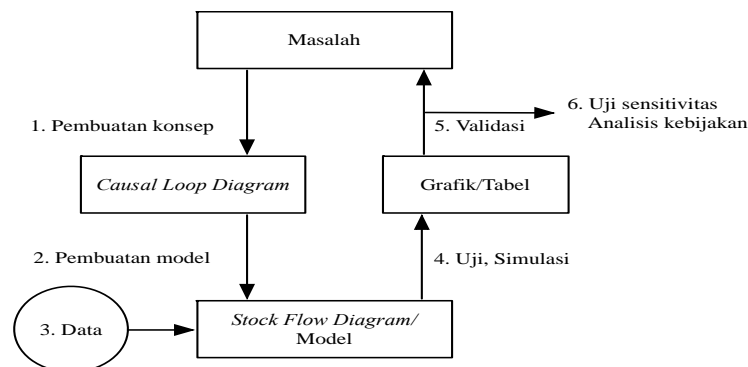 Masalah
1. Pembuatan konsep
5. Validasi
6. Uji sensitivitas
Analisis kebijakan
Causal Loop Diagram
Grafik/Tabel
2. Pembuatan model
4. Uji, Simulasi
3. Data
Stock Flow Diagram/
Model